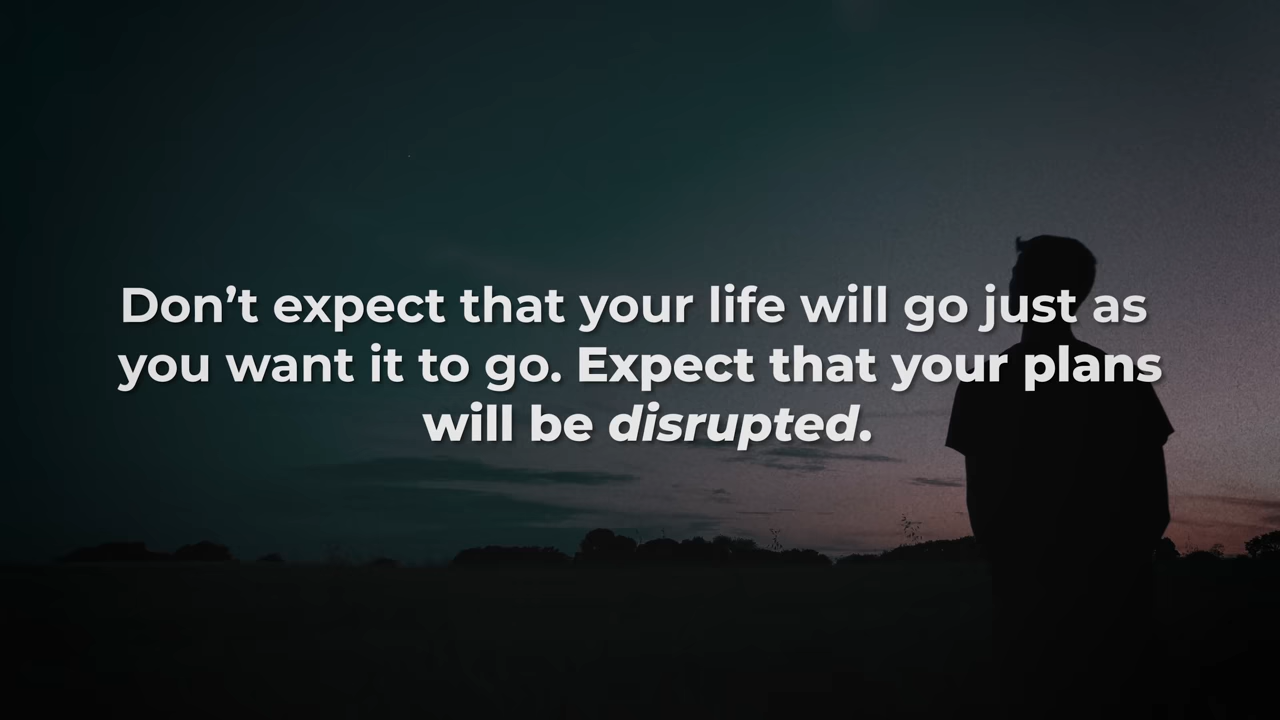 Don’t expect that your life will go just as
you want it to go. Expect that your plans
will be disrupted.